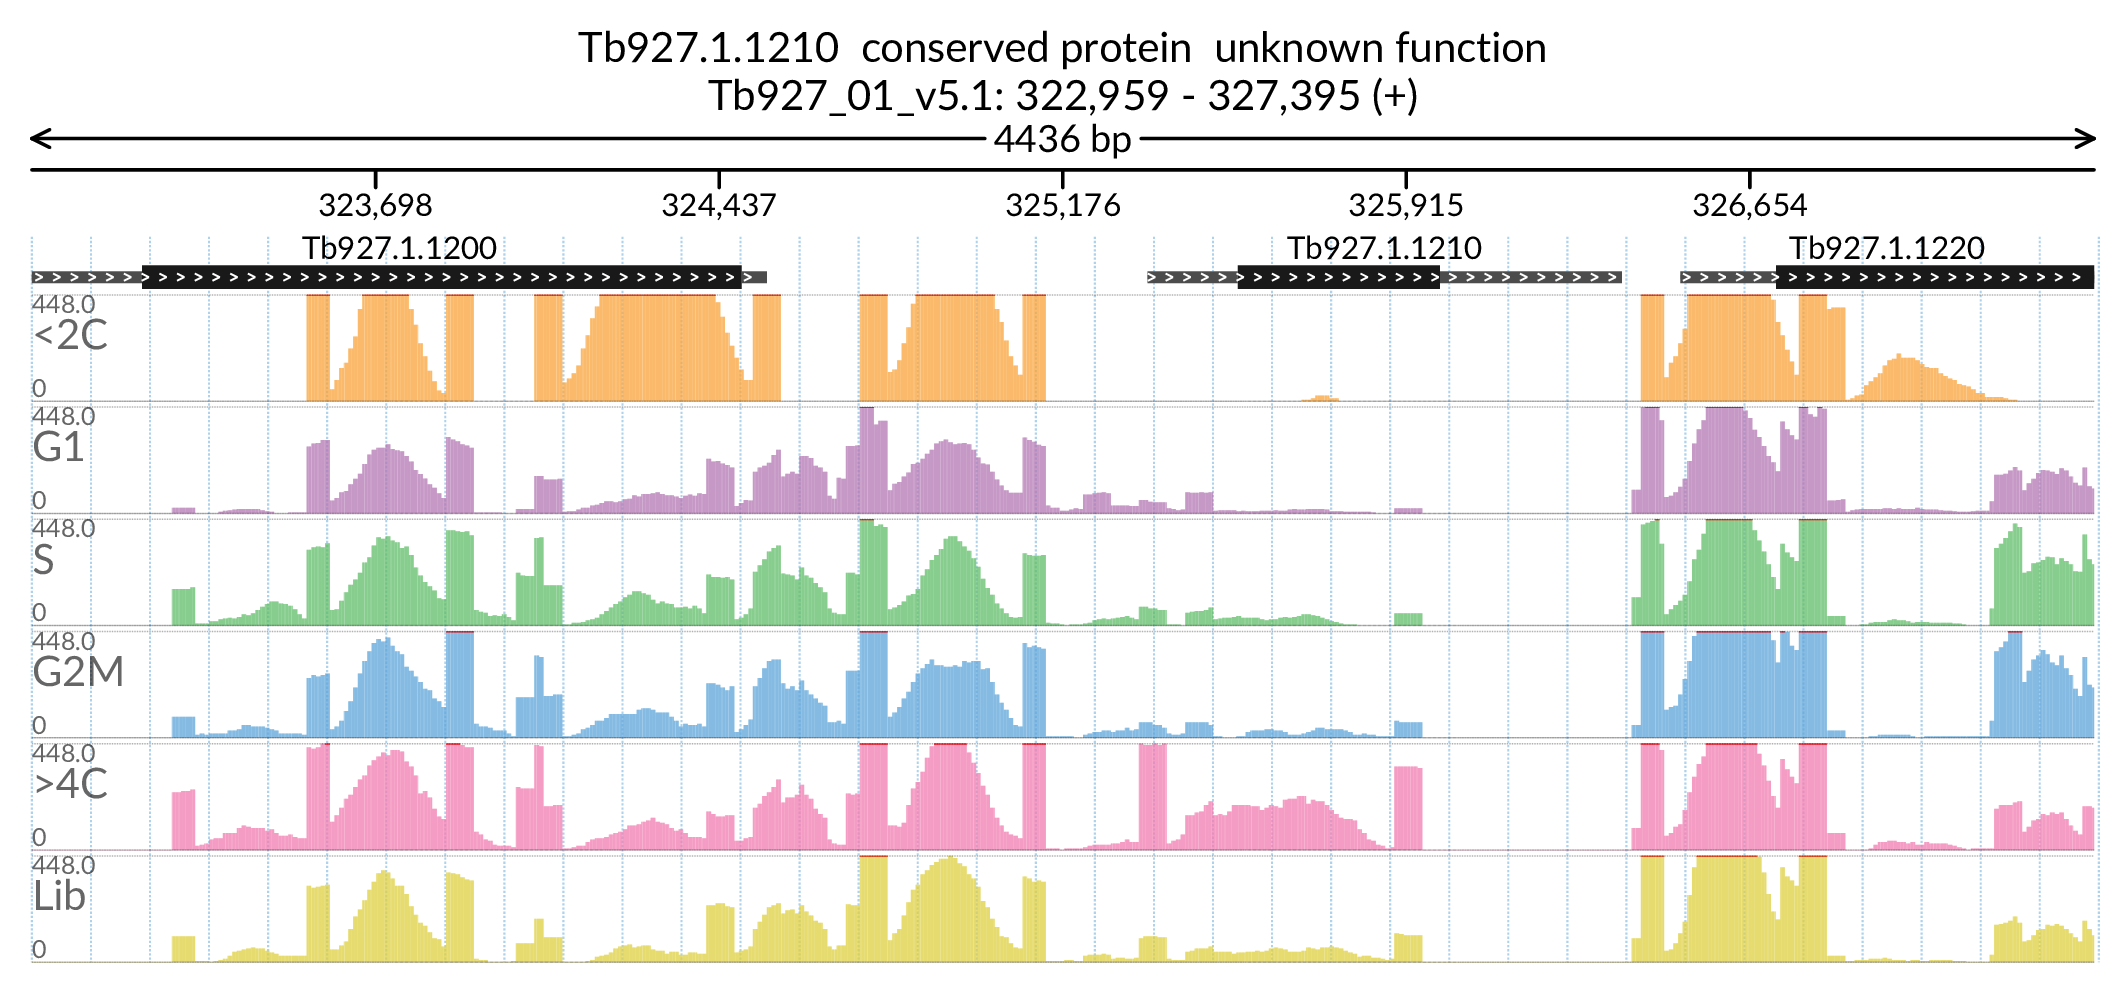 Tb927.1.1210  conserved protein  unknown function
Tb927_01_v5.1: 322,959 - 327,395 (+)
4436 bp
323,698 324,437 325,176 325,915 326,654
Tb927.1.1200 Tb927.1.1210 Tb927.1.1220
448.0
<2C
0
448.0
G1
0
448.0
S
0
448.0
G2M
0
448.0
>4C
0
448.0
Lib
0